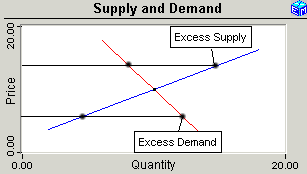 Supply and Demand
20.00
Excess Supply
Price
Excess Demand
0.00
0.00
Quantity
20.00